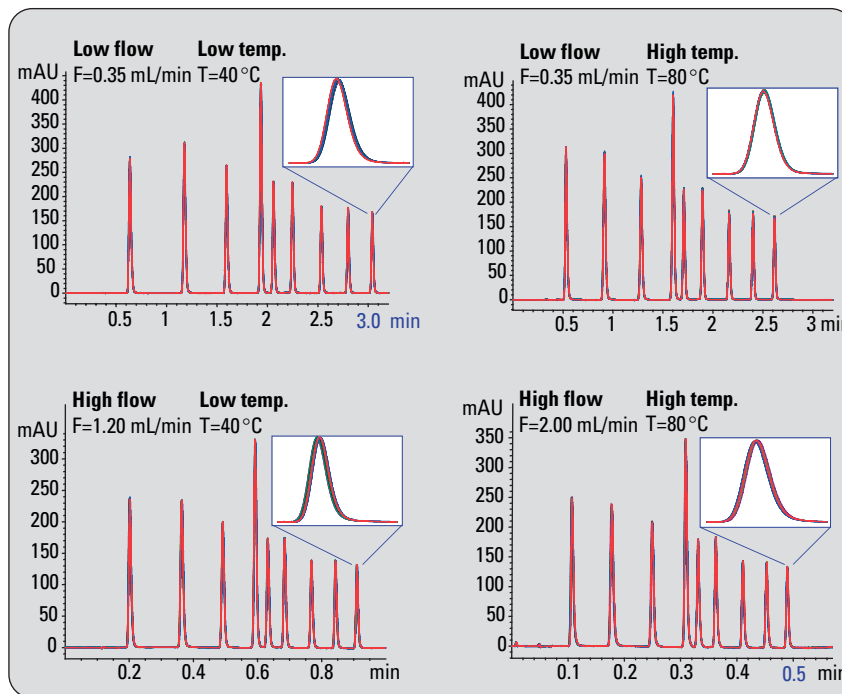 Low flow Low temp.
mAU F=0.35 mL/min T=40 °C
400
350
300
250
200
150
100
50
0
0.5 1 1.5 2 2.5 3.0 min
Low flow High temp.
mAU F=0.35 mL/min T=80 °C
400
350
300
250
200
150
100
50
0
0.5 1 1.5 2 2.5 3 min
High flow Low temp.
mAU F=1.20 mL/min T=40 °C
300
250
200
150
100
50
0
0.2 0.4 0.6 0.8 min
High flow High temp.
mAU F=2.00 mL/min T=80 °C
350
300
250
200
150
100
50
0
0.1 0.2 0.3 0.4 0.5 min